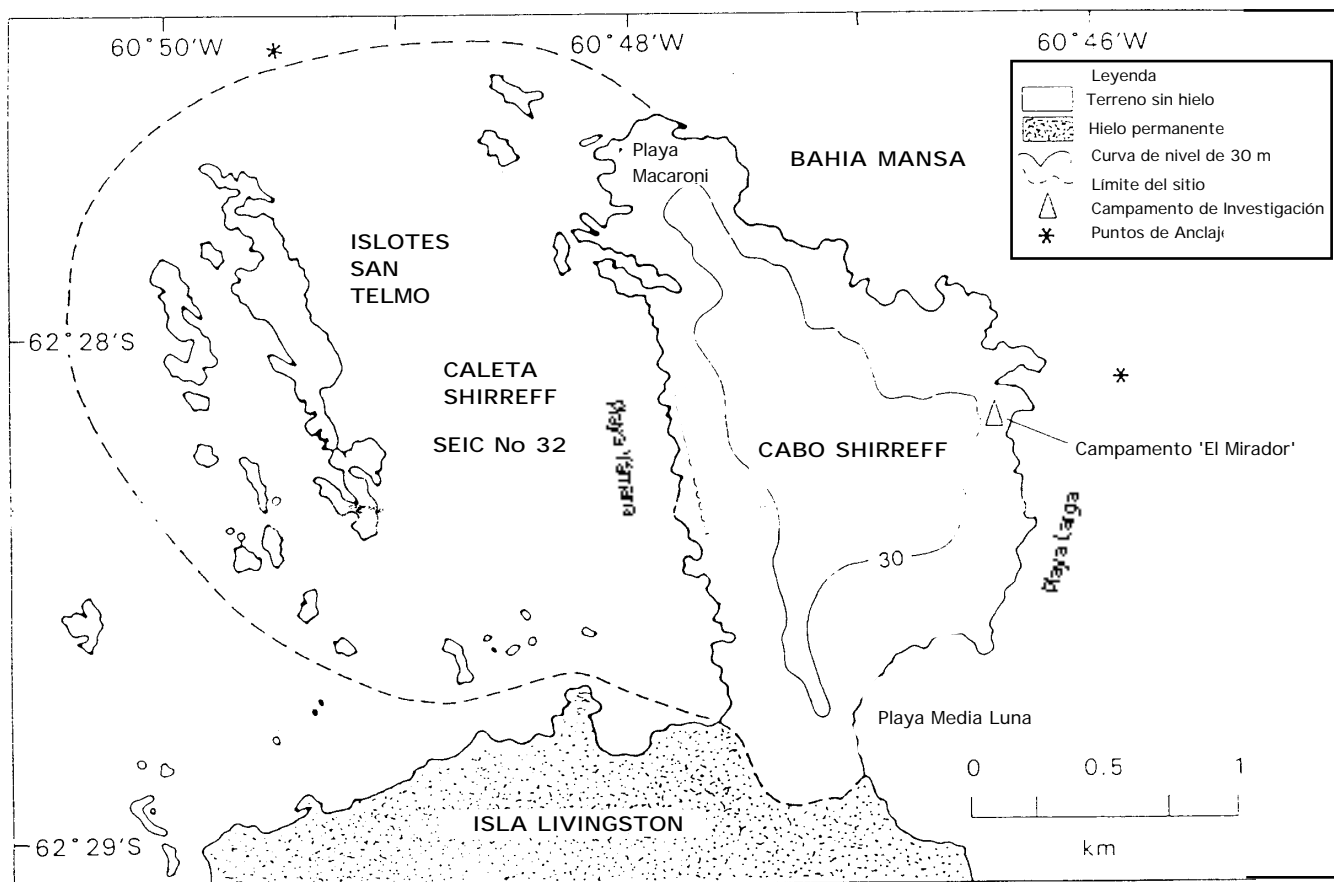 60°50'W
60°48'W
60°46'W
Leyenda
Terreno sin hielo
Hielo permanente
Curva de nivel de 30 m
Límite del sitio
Campamento de Investigación
Puntos de Anclaje
Playa
Macaroni
BAHIA MANSA
ISLOTES
SAN
TELMO
62°28'S
CALETA
SHIRREFF
SEIC No 32
Playa
CABO SHIRREFF
Campamento 'El Mirador'
Playa Larga
30
Playa Media Luna
0 0.5 1
km
ISLA LIVINGSTON
62°29'S